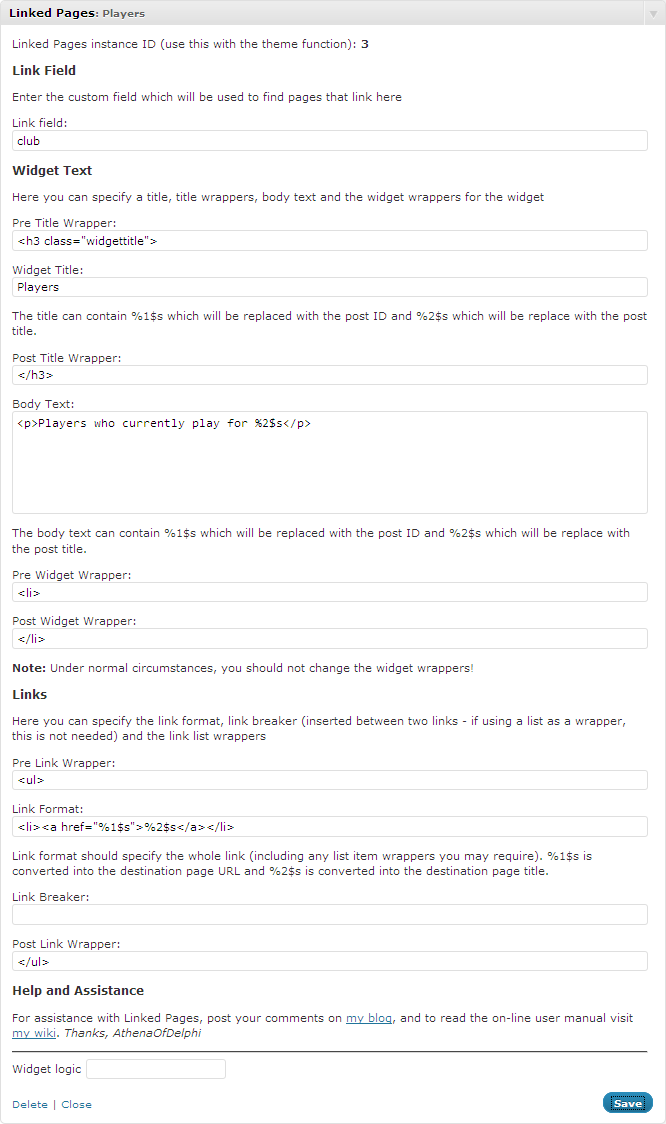 Linked Pages: Players
Linked Pages instance ID (use this with the theme function): 3
Link Field
Enter the custom field which will be used to find pages that link here
Link field:
club
Widget Text
Here you can specify a title, title wrappers, body text and the widget wrappers for the widget
Pre Title Wrapper:
<h3 class="widgettitle">
Widget Title:
Players
The title can contain %1$s which will be replaced with the post ID and %2$s which will be replace with the post
title.
Post Title Wrapper:
</h3>
Body Text:
<p>Players who currently play for %2$s</p>
The body text can contain %1$s which will be replaced with the post ID and %2$s which will be replace with
the post title.
Pre Widget Wrapper:
<li>
Post Widget Wrapper:
</li>
Note: Under normal circumstances, you should not change the widget wrappers!
Links
Here you can specify the link format, link breaker (inserted between two links - if using a list as a wrapper,
this is not needed) and the link list wrappers
Pre Link Wrapper:
<ul>
Link Format:
<li><a href="%1$s">%2$s</a></li>
Link format should specify the whole link (including any list item wrappers you may require). %1$s is
converted into the destination page URL and %2$s is converted into the destination page title.
Link Breaker:
Post Link Wrapper:
</ul>
Help and Assistance
For assistance with Linked Pages, post your comments on my blog, and to read the on-line user manual visit
my wiki. Thanks, AthenaOfDelphi
Widget logic
Delete | Close
Save